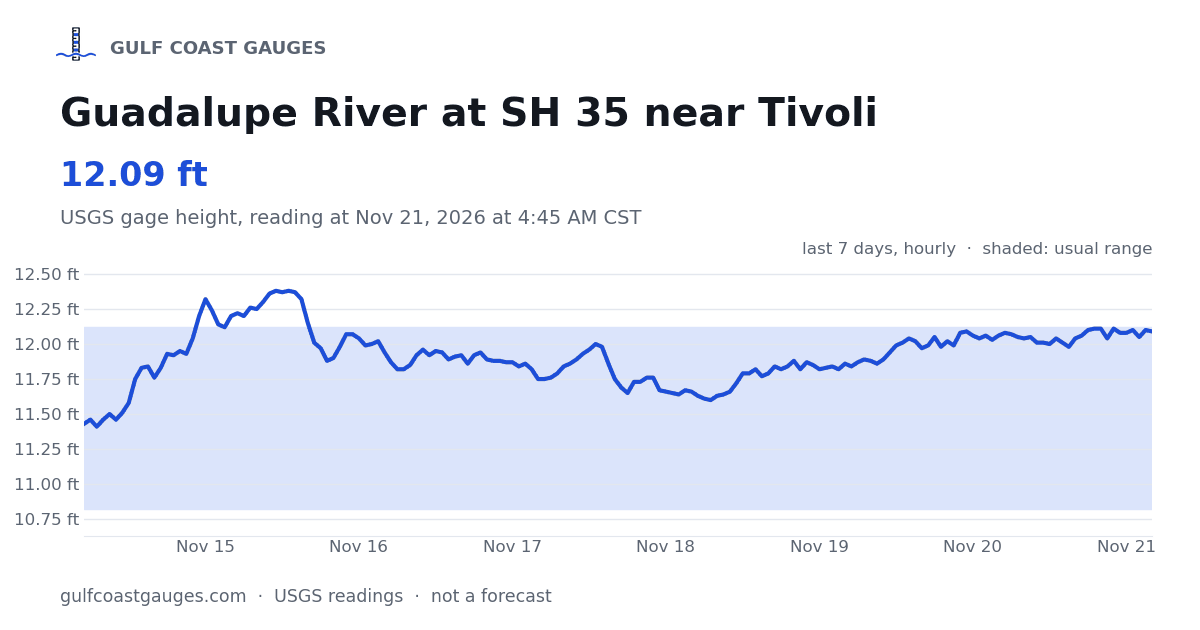 GULF COAST GAUGES
Guadalupe River at SH 35 near Tivoli
12.09 ft
USGS gage height, reading at Nov 21, 2026 at 4:45 AM CST
last 7 days, hourly · shaded: usual range
12.50 ft
12.25 ft
12.00 ft
11.75 ft
11.50 ft
11.25 ft
11.00 ft
10.75 ft
Nov 15 Nov 16 Nov 17 Nov 18 Nov 19 Nov 20 Nov 21
gulfcoastgauges.com · USGS readings · not a forecast